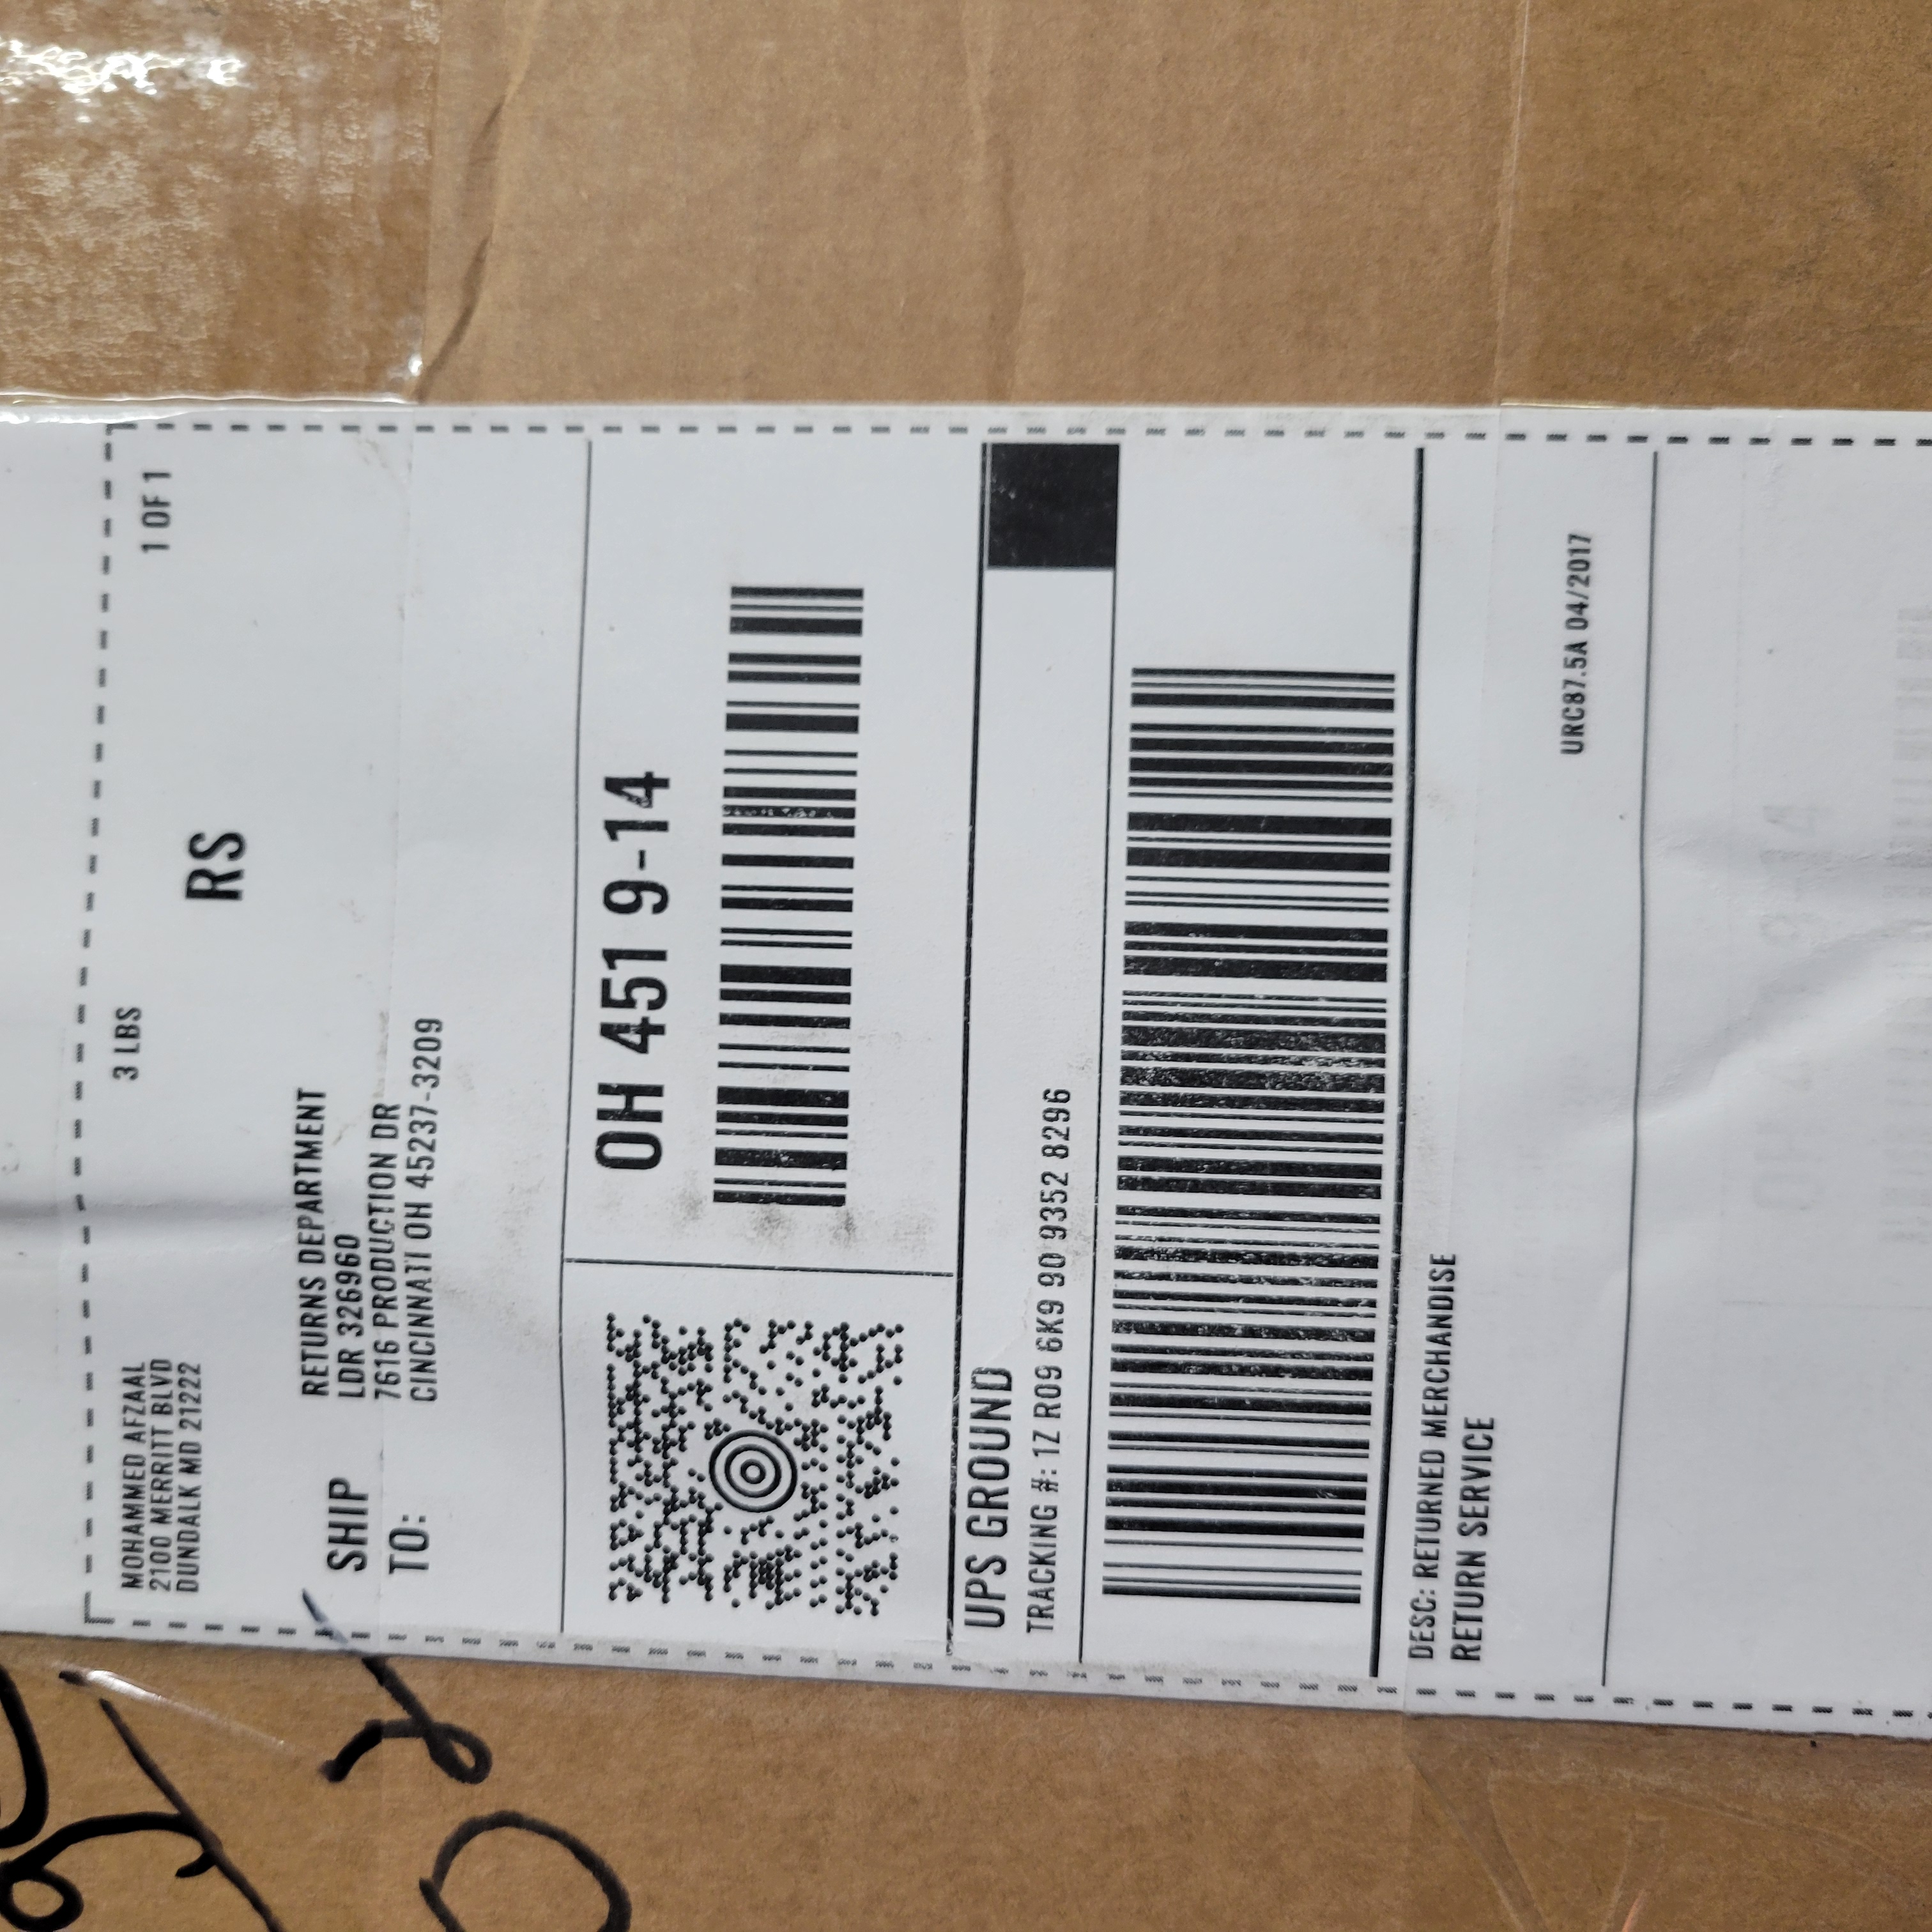 MOHAMMED AFZAAL
2100 MERRITT BLVD
DUNDALK MD 21222
3 LBS
1 OF 1
RS
SHIP
TO:
RETURNS DEPARTMENT
LDR 326960
7616 PRODUCTION DR
CINCINNATI OH 45237-3209
OH 451 9-14
UPS GROUND
TRACKING #: 1Z R09 6K9 90 9352 8296
DESC: RETURNED MERCHANDISE
RETURN SERVICE
URC87.5A 04/2017